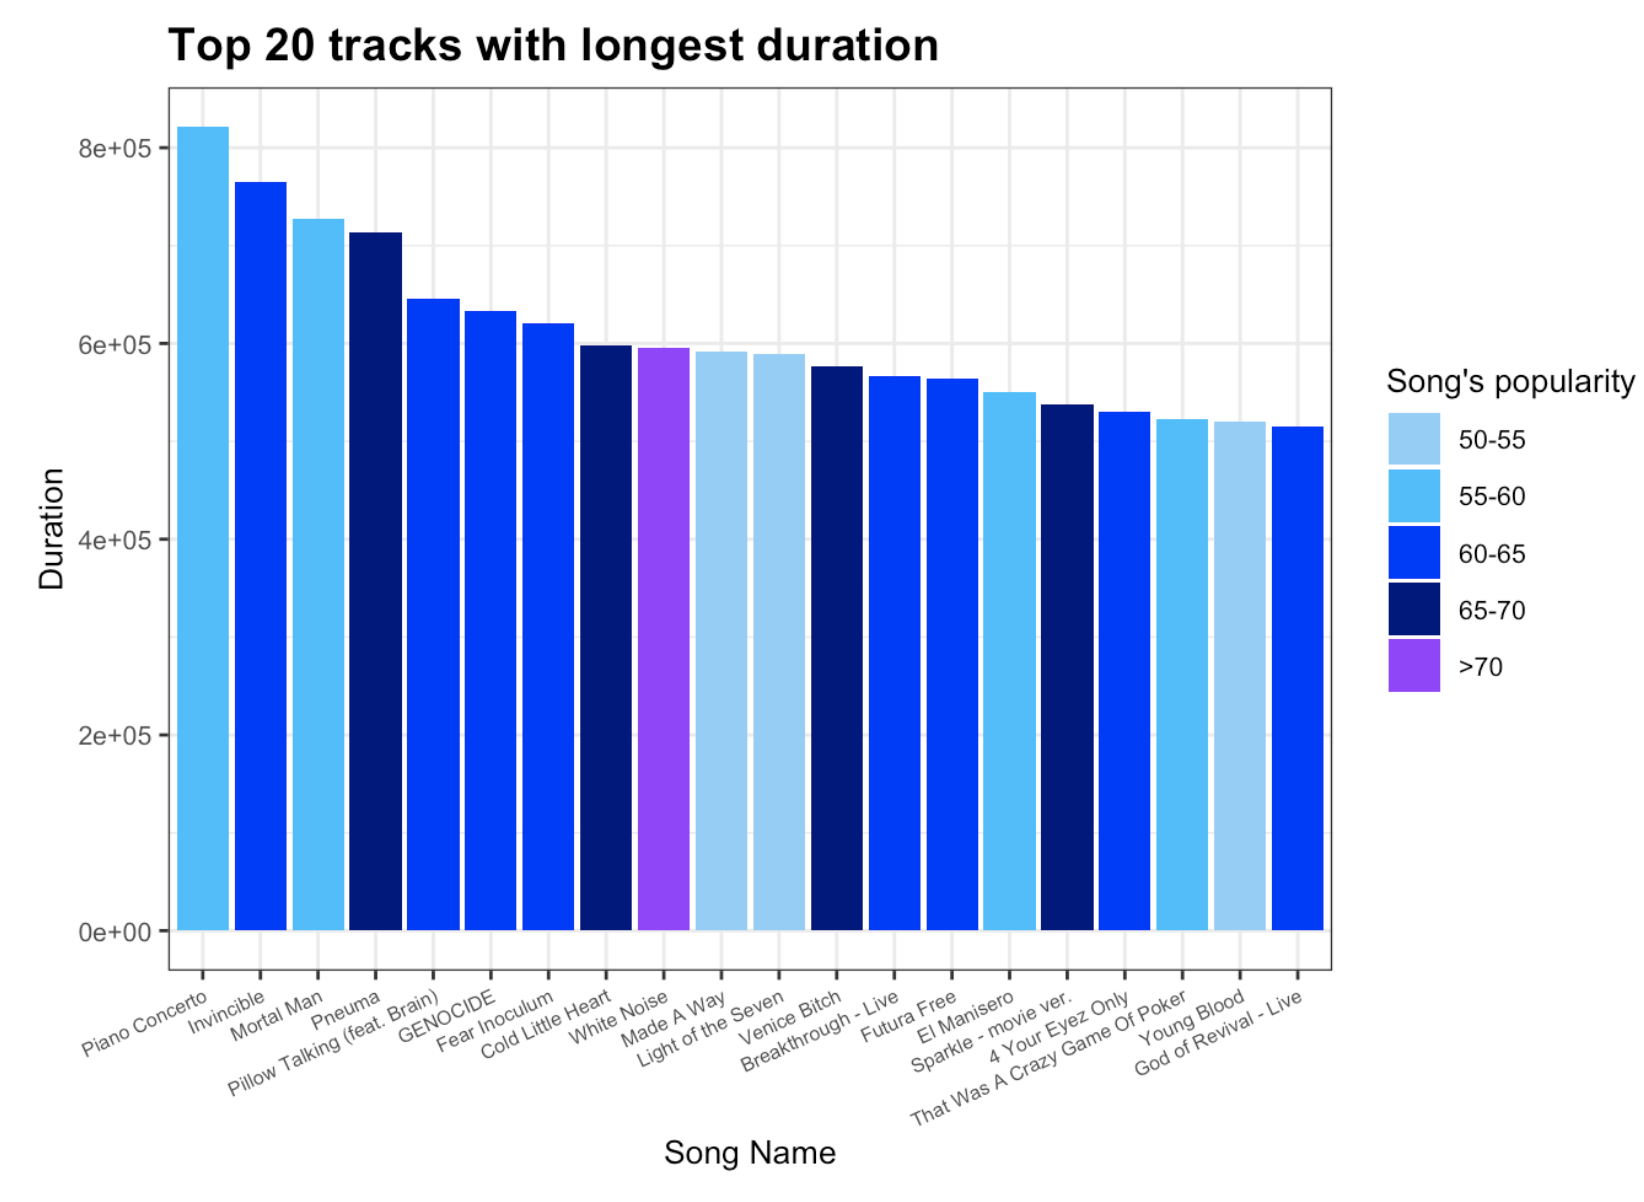 Top 20 tracks with longest duration
8e+05
6e+05
4e+05
2e+05
0e+00
Duration
Piano Concerto
Invincible
Mortal Man
Pneuma
Pillow Talking (feat. Brain)
GENOCIDE
Fear Inoculum
Cold Little Heart
White Noise
Made A Way
Light of the Seven
Venice Bitch
Breakthrough - Live
Futura Free
El Manisero
Sparkle - movie ver.
4 Your Eyez Only
That Was A Crazy Game Of Poker
Young Blood
God of Revival - Live
Song Name
Song's popularity
50-55
55-60
60-65
65-70
>70